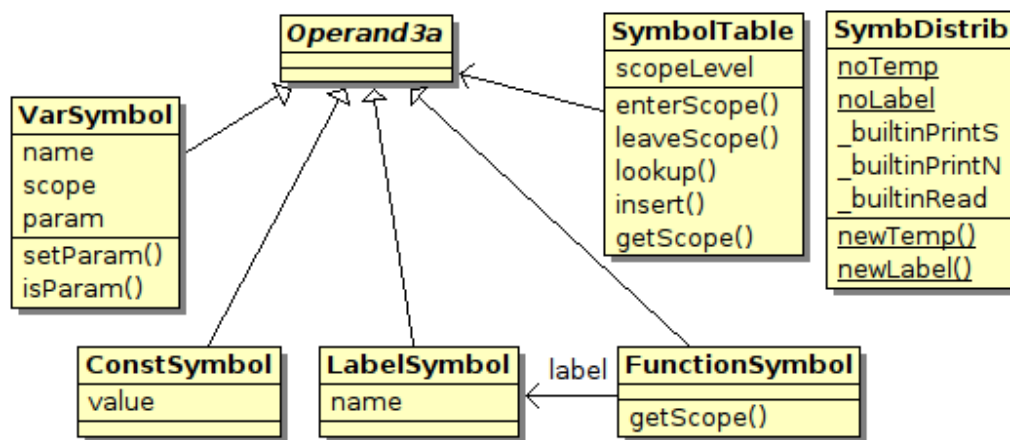 Operand3a
VarSymbol
name
scope
param
setParam()
isParam()
SymbolTable
scopeLevel
enterScope()
leaveScope()
lookup()
insert()
getScope()
SymbDistrib
noTemp
noLabel
_builtinPrintS
_builtinPrintN
_builtinRead
newTemp()
newLabel()
ConstSymbol
value
LabelSymbol
name
label
FunctionSymbol
getScope()